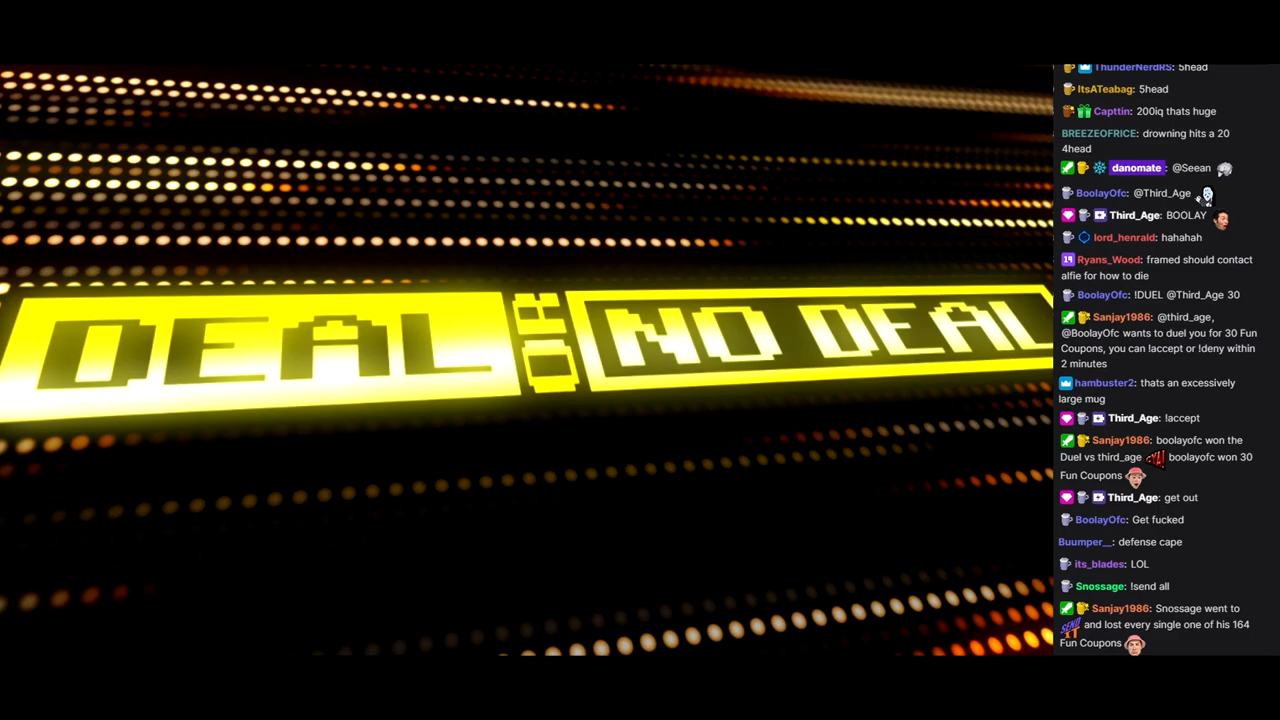 DEAL OR NO DEAL
ThunderNerdRS: 5head
ItsATeabag: 5head
Capttin: 200iq thats huge
BREEZEOFRICE: drowning hits a 20
4head
danomate: @Seean
BoolayOfc: @Third_Age
Third_Age: BOOLAY
lord_henrald: hahahah
Ryans_Wood: framed should contact
alfie for how to die
BoolayOfc: !DUEL @Third_Age 30
Sanjay1986: @third_age,
@BoolayOfc wants to duel you for 30 Fun
Coupons, you can !accept or !deny within
2 minutes
hambuster2: thats an excessively
large mug
Third_Age: !accept
Sanjay1986: boolayofc won the
Duel vs third_age boolayofc won 30
Fun Coupons
Third_Age: get out
BoolayOfc: Get fucked
Buumper__: defense cape
its_blades: LOL
Snossage: !send all
Sanjay1986: Snossage went to
SEND IT and lost every single one of his 164
Fun Coupons